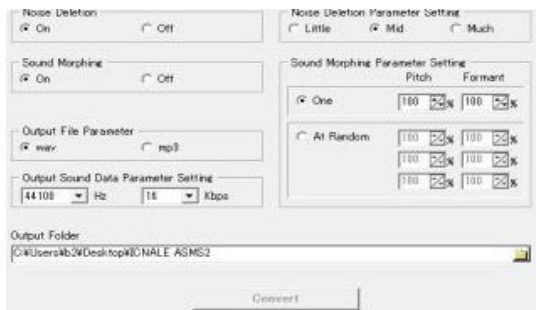 Noise Deletion
On Off
Noise Deletion Parameter Setting
Little Mid Much
Sound Morphing
On Off
Sound Morphing Parameter Setting
Pitch Formant
One 100 % 100 %
At Random 100 % 100 %
100 % 100 %
100 % 100 %
Output File Parameter
wav mp3
Output Sound Data Parameter Setting
44100 Hz 16 Kbps
Output Folder
C:¥Users¥b2¥Desktop¥ICNALE ASMS2
Convert